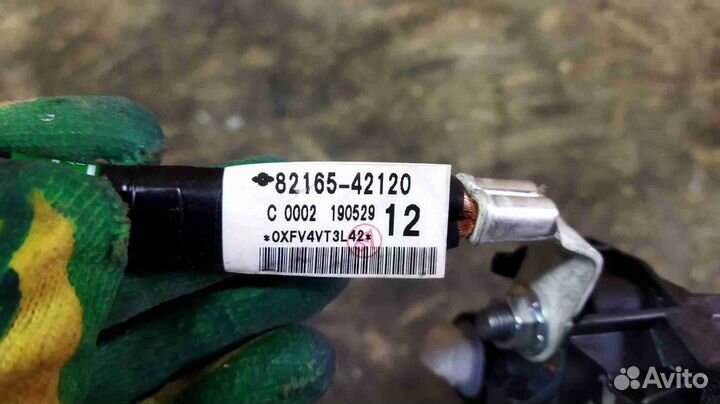 82165-42120
C 0002 190529 12
*0XFV4VT3L42*
Avito